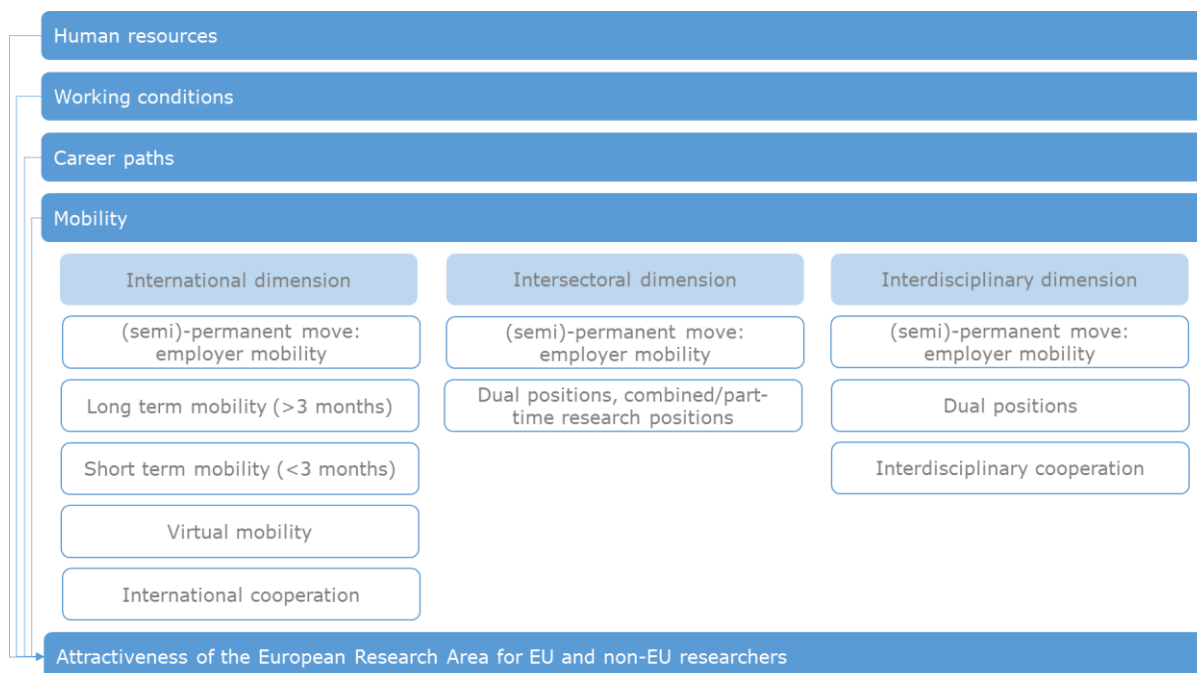 Human resources
Working conditions
Career paths
Mobility
International dimension
(semi)-permanent move:
employer mobility
Long term mobility (>3 months)
Short term mobility (<3 months)
Virtual mobility
International cooperation
Intersectoral dimension
(semi)-permanent move:
employer mobility
Dual positions, combined/part-
time research positions
Interdisciplinary dimension
(semi)-permanent move:
employer mobility
Dual positions
Interdisciplinary cooperation
Attractiveness of the European Research Area for EU and non-EU researchers